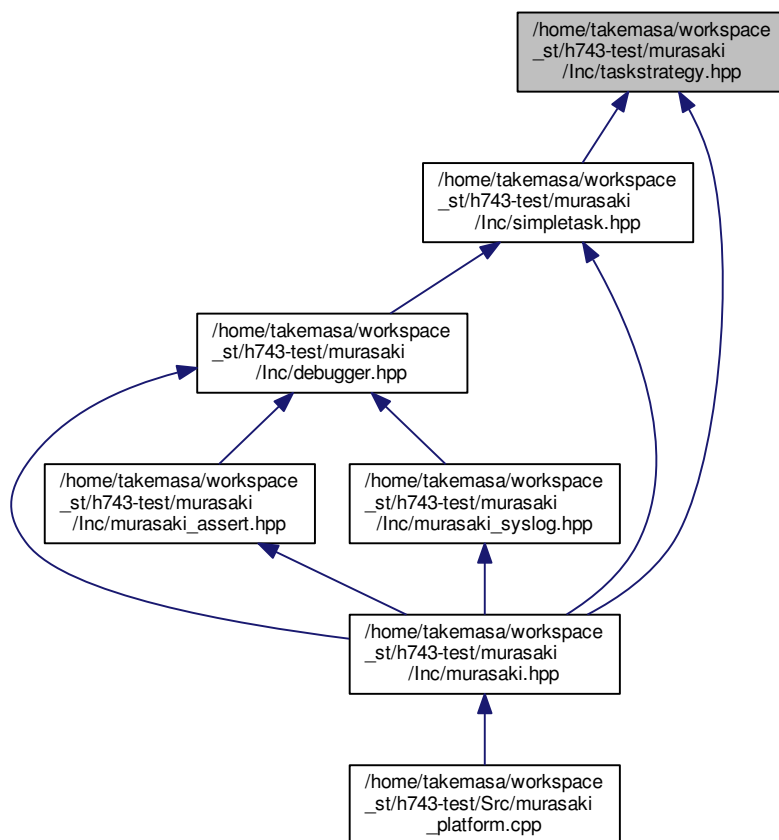 /home/takemasa/workspace
_st/h743-test/murasaki
/Inc/taskstrategy.hpp
/home/takemasa/workspace
_st/h743-test/murasaki
/Inc/simpletask.hpp
/home/takemasa/workspace
_st/h743-test/murasaki
/Inc/debugger.hpp
/home/takemasa/workspace
_st/h743-test/murasaki
/Inc/murasaki_assert.hpp
/home/takemasa/workspace
_st/h743-test/murasaki
/Inc/murasaki_syslog.hpp
/home/takemasa/workspace
_st/h743-test/murasaki
/Inc/murasaki.hpp
/home/takemasa/workspace
_st/h743-test/Src/murasaki
_platform.cpp